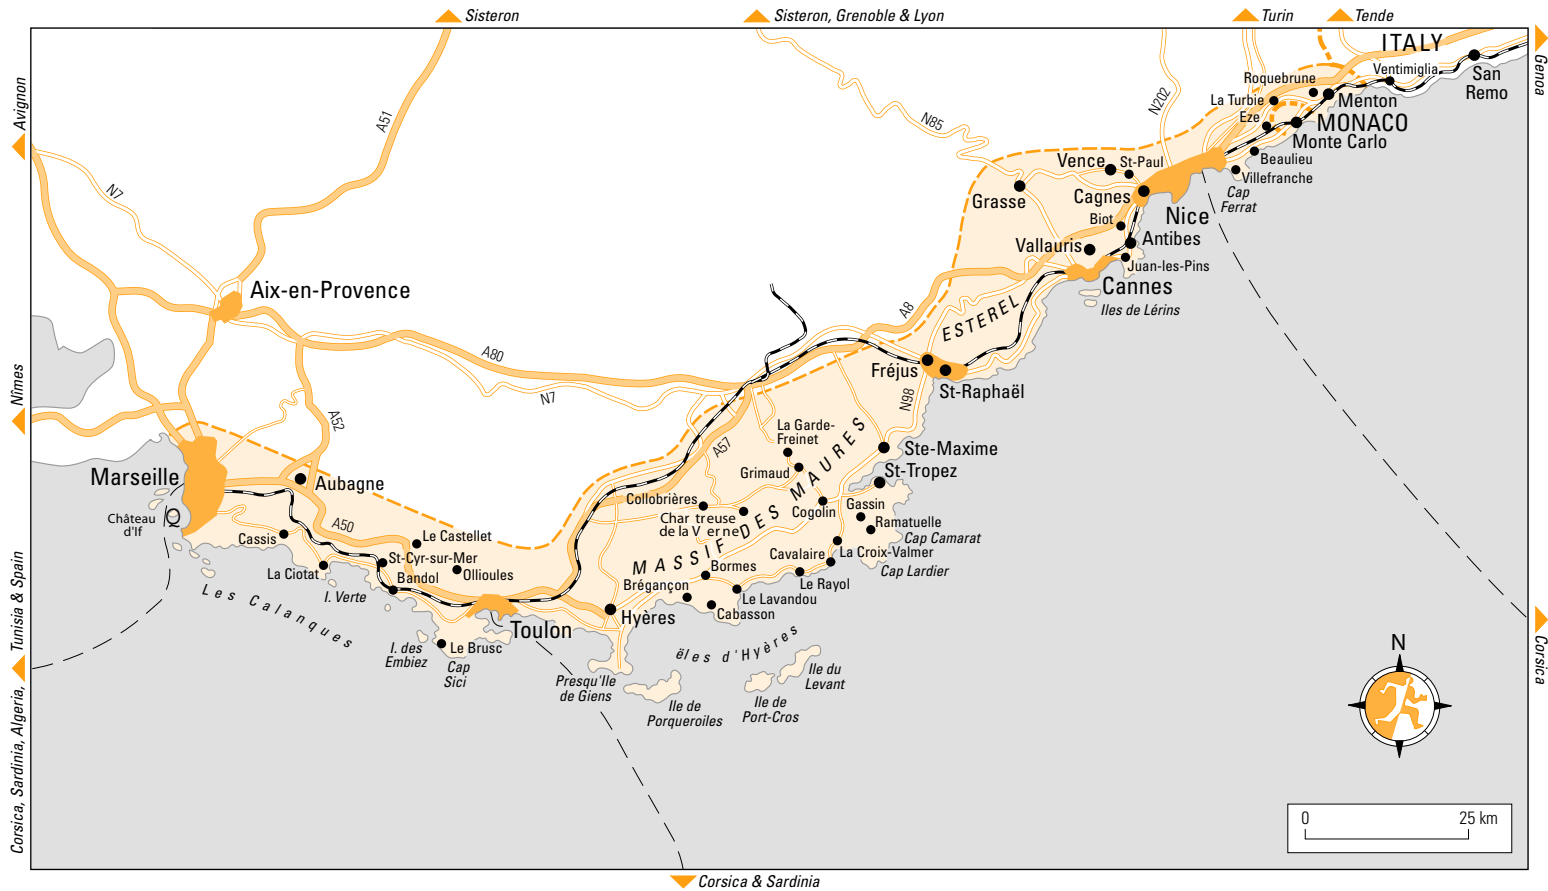 Sisteron
Sisteron, Grenoble & Lyon
Turin
Tende
ITALY
Genoa
Avignon
San
Remo
Ventimiglia
Roquebrune
Menton
La Turbie
Eze
MONACO
Monte Carlo
Beaulieu
Villefranche
Cap
Ferrat
A51
N85
N202
N7
Vence
St-Paul
Grasse
Cagnes
Nice
Biot
Antibes
Vallauris
Juan-les-Pins
Cannes
Iles de Lérins
Aix-en-Provence
ESTEREL
A8
A80
N7
Nîmes
Fréjus
St-Raphaël
N98
A52
A57
La Garde-
Freinet
Ste-Maxime
St-Tropez
Grimaud
MASSIF DES MAURES
Marseille
Aubagne
Collobrières
Char treuse
de la V erne
Cogolin
Gassin
Ramatuelle
Cap Camarat
Château
d'If
Q
A50
Cassis
Le Castellet
La Croix-Valmer
Cavalaire
Cap Lardier
St-Cyr-sur-Mer
Ollioules
La Ciotat
Bandol
Bormes
Le Rayol
Brégançon
Le Lavandou
Cabasson
I. Verte
Les Calanques
Hyères
Toulon
Tunisia & Spain
Corsica, Sardinia, Algeria,
I. des
Embiez
Le Brusc
Cap
Sici
ëles d'Hyères
Presqu'Ile
de Giens
Ile du
Levant
Ile de
Porqueroiles
Ile de
Port-Cros
N
Corsica
0
25 km
Corsica & Sardinia